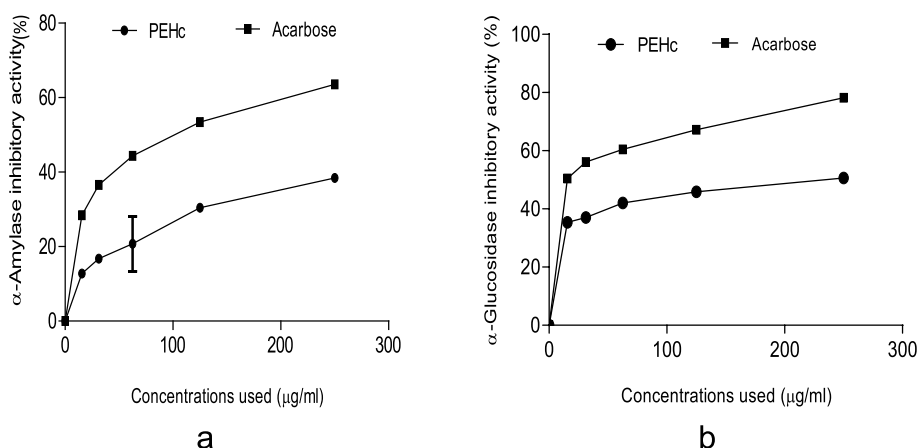 α-Amylase inhibitory activity(%)
80
60
40
20
0
PEHc
Acarbose
0 100 200 300
Concentrations used (μg/ml)
a
α-Glucosidase inhibitory activity (%)
100
80
60
40
20
0
PEHc
Acarbose
0 100 200 300
Concentrations used (μg/ml)
b